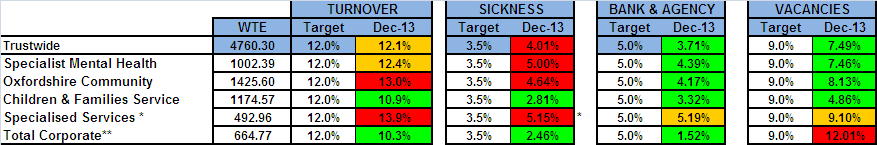 TURNOVER SICKNESS BANK & AGENCY VACANCIES
WTE Target Dec-13 Target Dec-13 Target Dec-13 Target Dec-13
Trustwide 4760.30 12.0% 12.1% 3.5% 4.01% 5.0% 3.71% 9.0% 7.49%
Specialist Mental Health 1002.39 12.0% 12.4% 3.5% 5.00% 5.0% 4.39% 9.0% 7.46%
Oxfordshire Community 1425.60 12.0% 13.0% 3.5% 4.64% 5.0% 4.17% 9.0% 8.13%
Children & Families Service 1174.57 12.0% 10.9% 3.5% 2.81% 5.0% 3.32% 9.0% 4.86%
Specialised Services * 492.96 12.0% 13.9% 3.5% 5.15% * 5.0% 5.19% 9.0% 9.10%
Total Corporate** 664.77 12.0% 10.3% 3.5% 2.46% 5.0% 1.52% 9.0% 12.01%